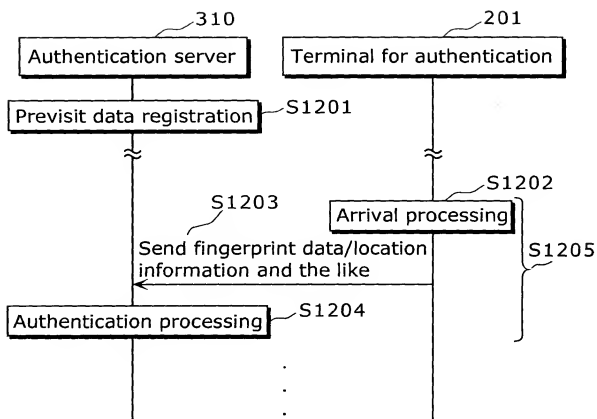 310
201
Authentication server
Terminal for authentication
Previsit data registration
S1201
S1202
S1203
Arrival processing
Send fingerprint data/location
information and the like
S1205
Authentication processing
S1204